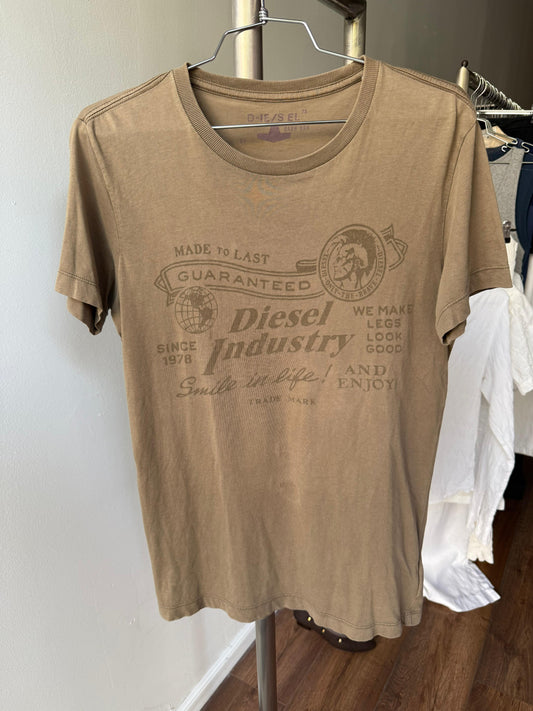 MADE TO LAST
GUARANTEED
Diesel
Industry
SINCE
1978
WE MAKE
LEGS
LOOK
GOOD
AND
ENJOY!
Smile in life!
TRADE MARK